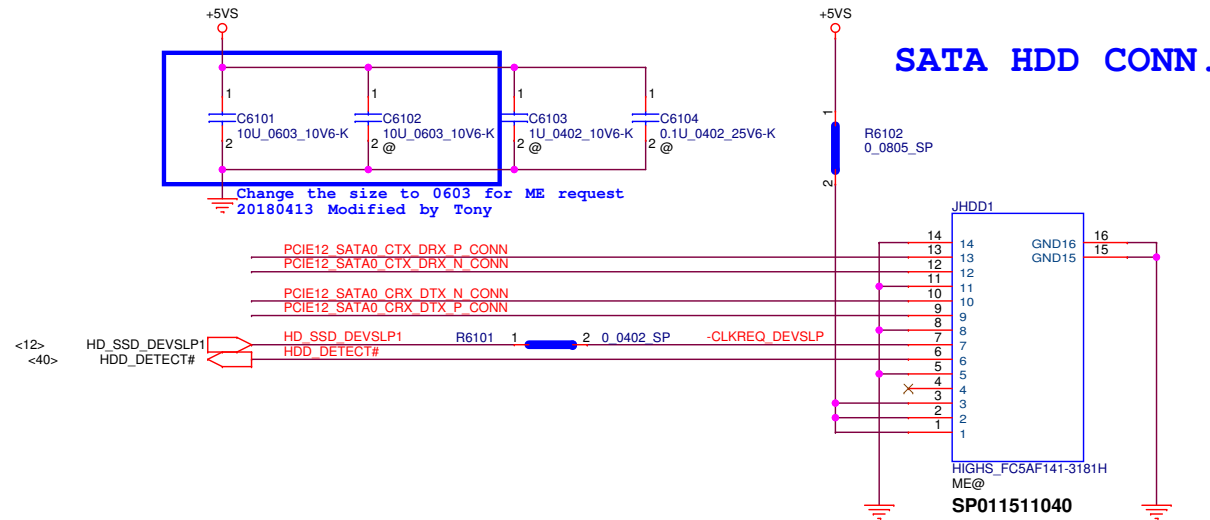 +5VS
+5VS
SATA HDD CONN.
1
C6101
10U_0603_10V6-K
2
1
C6102
10U_0603_10V6-K
2
@
1
C6103
1U_0402_10V6-K
2
@
1
C6104
0.1U_0402_25V6-K
2
@
1
R6102
0_0805_SP
2
Change the size to 0603 for ME request
20180413 Modified by Tony
JHDD1
14 14
13 13
12 12
11 11
10 10
9 9
8 8
7 7
6 6
5 5
4 4
3 3
2 2
1 1
GND16 16
GND15 15
PCIE12_SATA0_CTX_DRX_P_CONN
PCIE12_SATA0_CTX_DRX_N_CONN
PCIE12_SATA0_CRX_DTX_N_CONN
PCIE12_SATA0_CRX_DTX_P_CONN
<12> HD_SSD_DEVSLP1 HD_SSD_DEVSLP1 R6101 1 2 0_0402_SP -CLKREQ_DEVSLP
<40> HDD_DETECT# HDD_DETECT#
HIGHS_FC5AF141-3181H
ME@
SP011511040